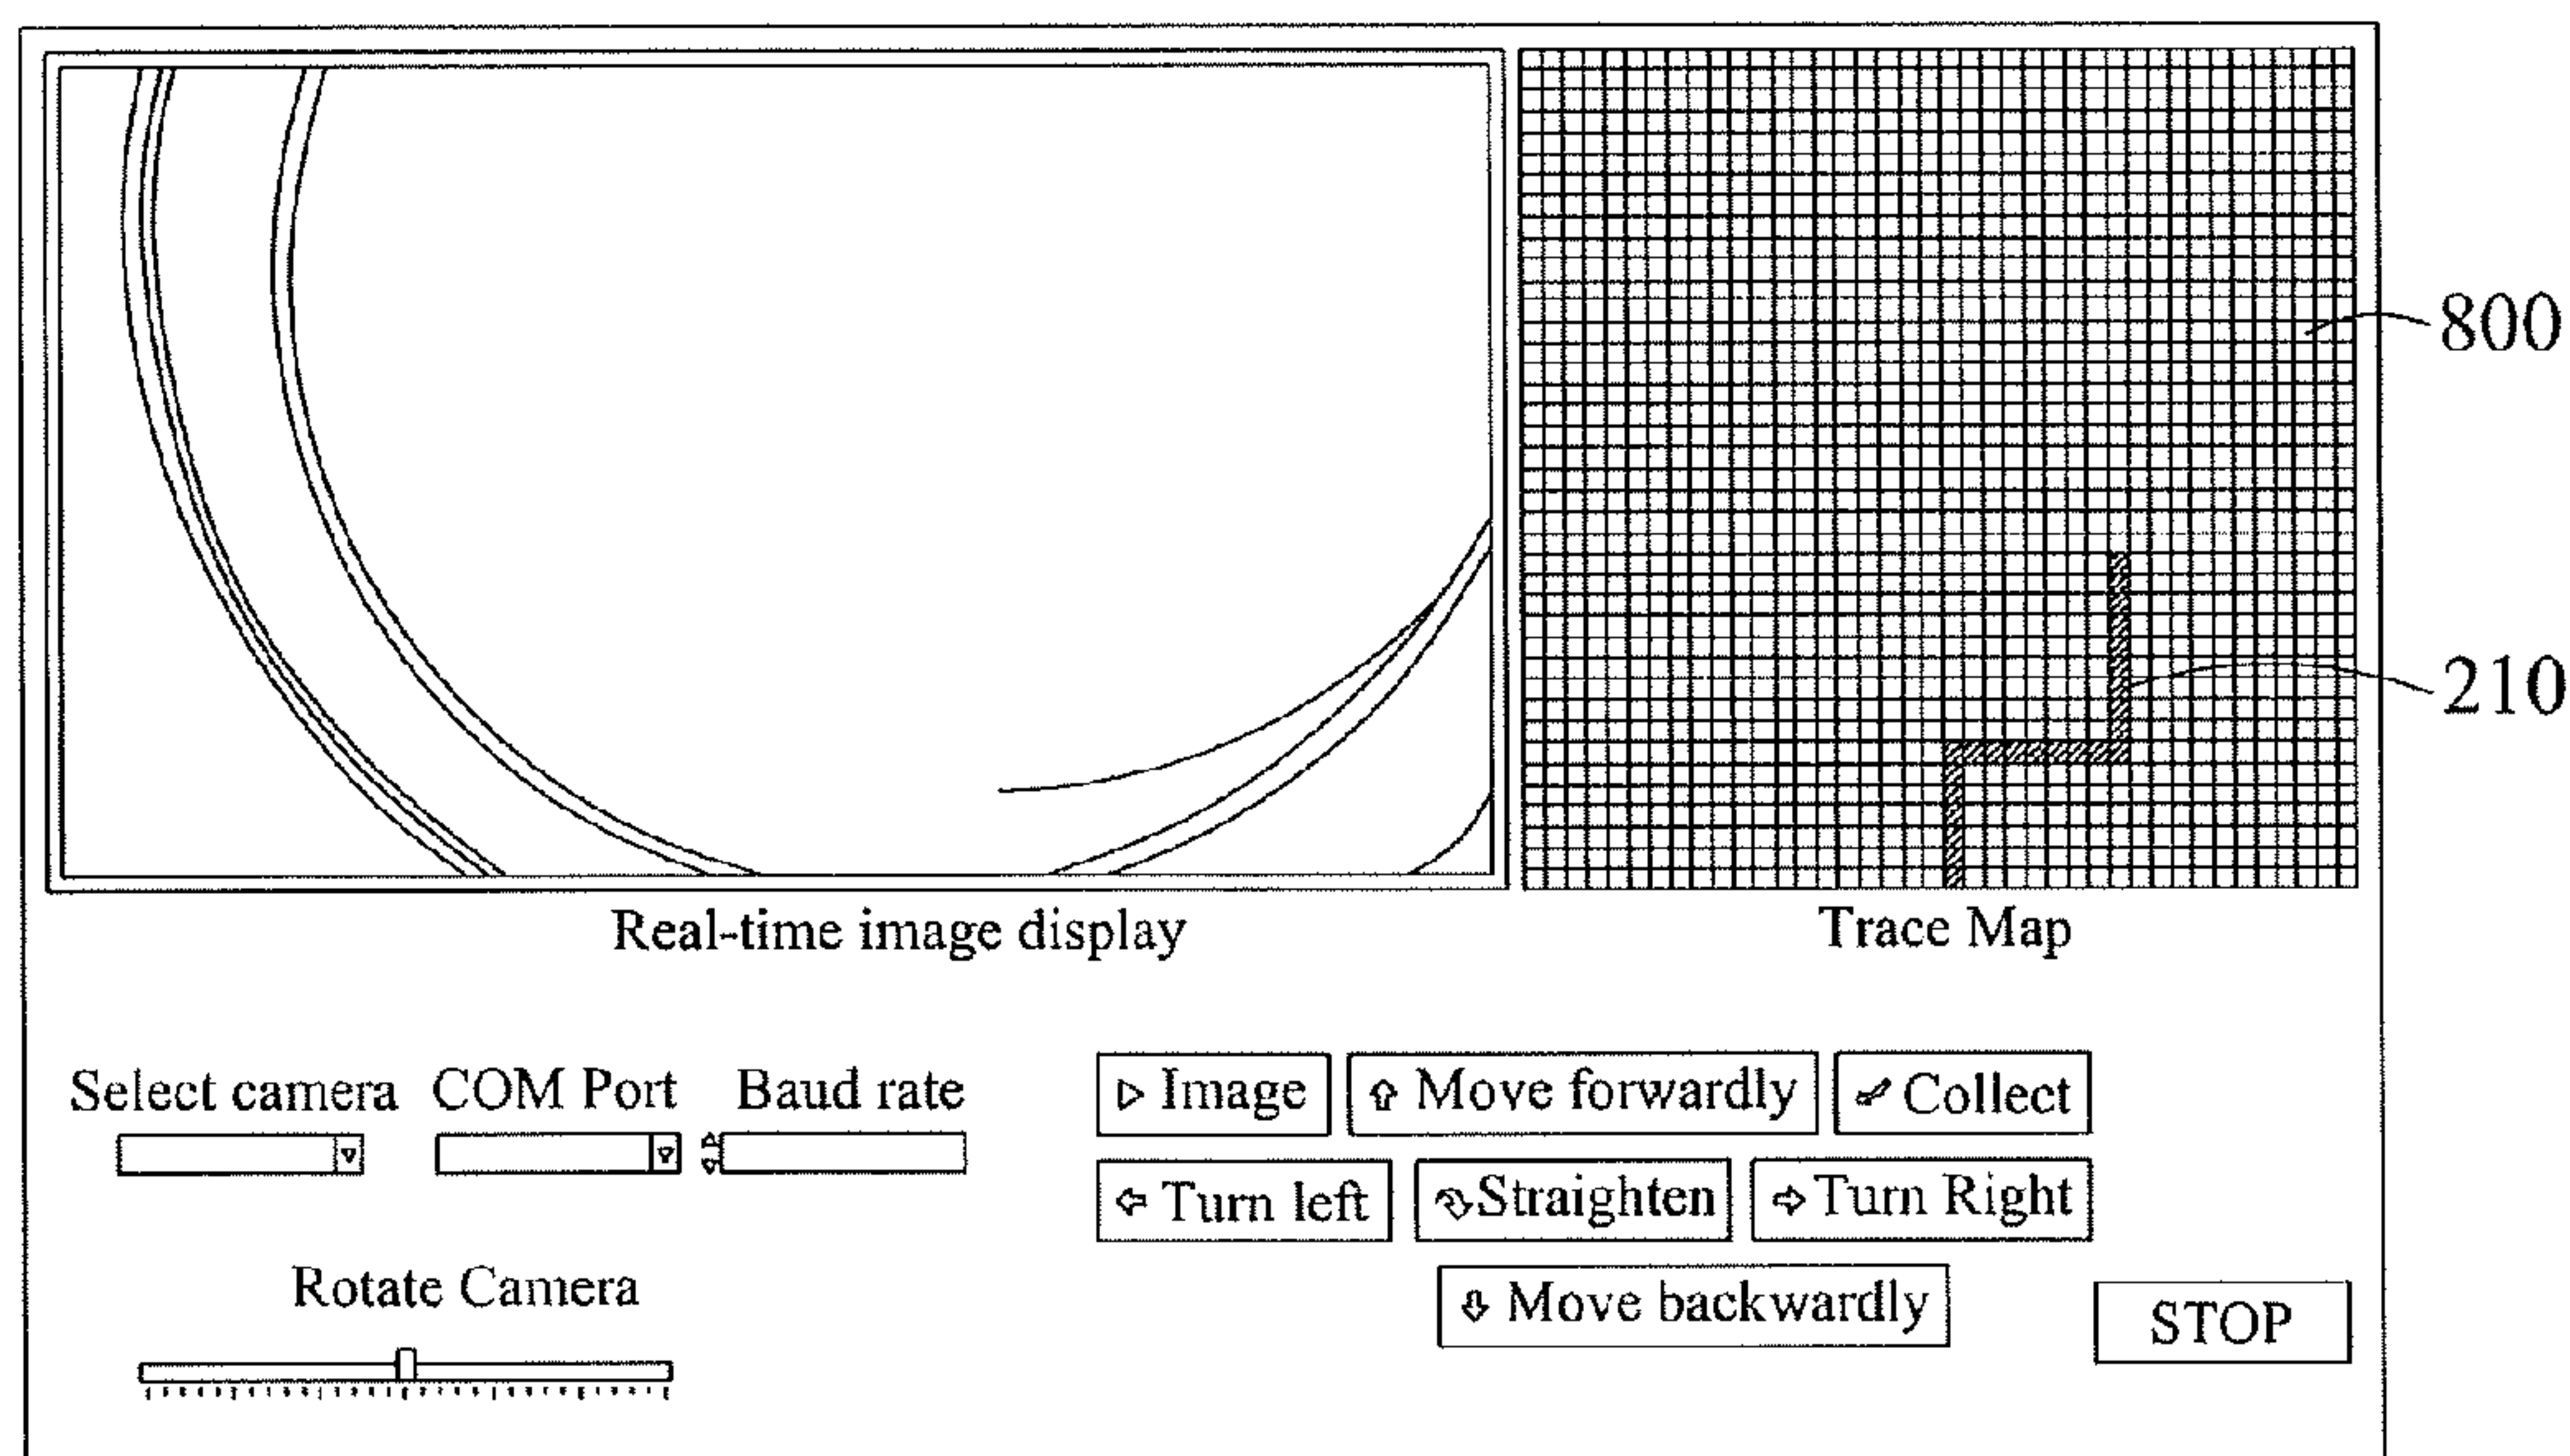 800
210
Real-time image display
Trace Map
Select camera COM Port Baud rate
Image Move forwardly Collect
Turn left Straighten Turn Right
Rotate Camera
Move backwardly
STOP